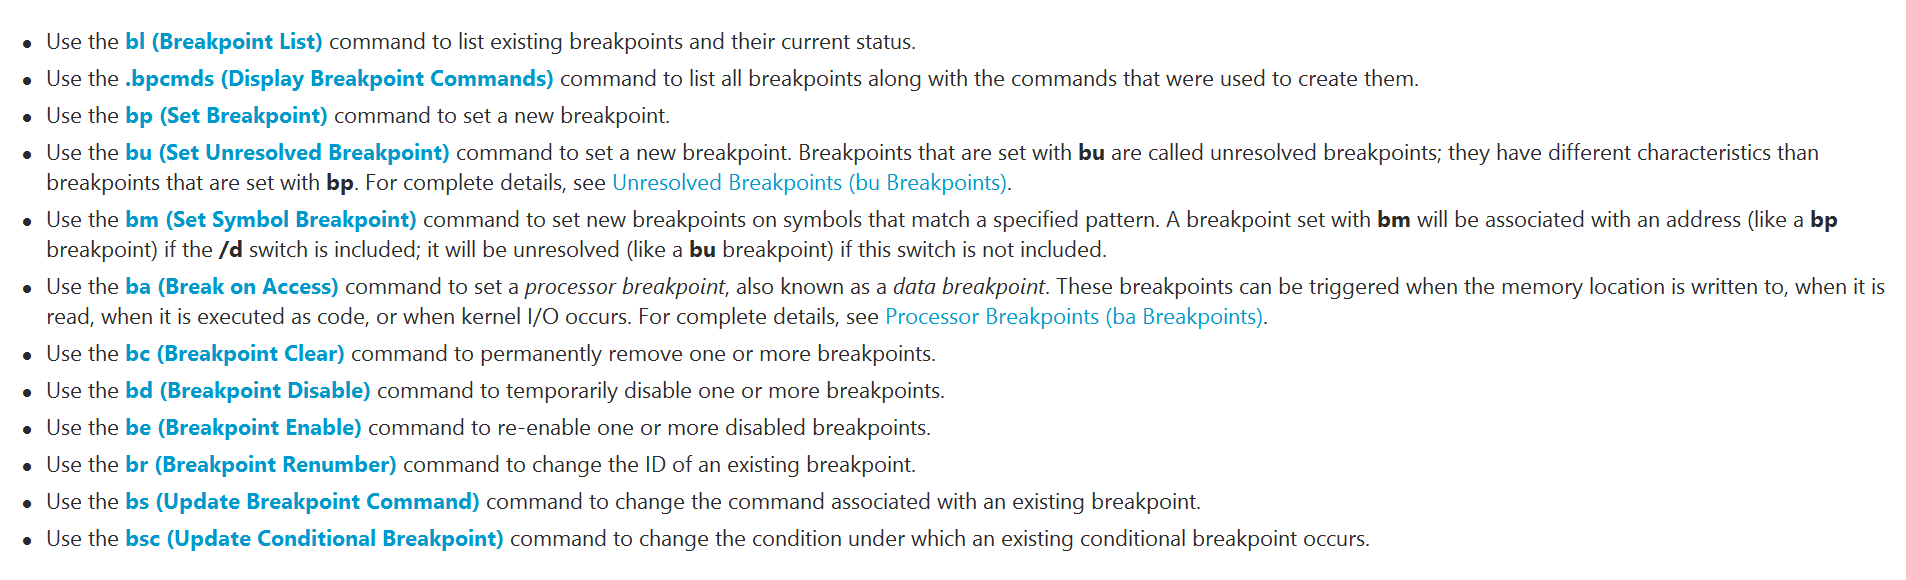 • Use the bl (Breakpoint List) command to list existing breakpoints and their current status.
• Use the .bpcmds (Display Breakpoint Commands) command to list all breakpoints along with the commands that were used to create them.
• Use the bp (Set Breakpoint) command to set a new breakpoint.
• Use the bu (Set Unresolved Breakpoint) command to set a new breakpoint. Breakpoints that are set with bu are called unresolved breakpoints; they have different characteristics than
breakpoints that are set with bp. For complete details, see Unresolved Breakpoints (bu Breakpoints).
• Use the bm (Set Symbol Breakpoint) command to set new breakpoints on symbols that match a specified pattern. A breakpoint set with bm will be associated with an address (like a bp
breakpoint) if the /d switch is included; it will be unresolved (like a bu breakpoint) if this switch is not included.
• Use the ba (Break on Access) command to set a processor breakpoint, also known as a data breakpoint. These breakpoints can be triggered when the memory location is written to, when it is
read, when it is executed as code, or when kernel I/O occurs. For complete details, see Processor Breakpoints (ba Breakpoints).
• Use the bc (Breakpoint Clear) command to permanently remove one or more breakpoints.
• Use the bd (Breakpoint Disable) command to temporarily disable one or more breakpoints.
• Use the be (Breakpoint Enable) command to re-enable one or more disabled breakpoints.
• Use the br (Breakpoint Renumber) command to change the ID of an existing breakpoint.
• Use the bs (Update Breakpoint Command) command to change the command associated with an existing breakpoint.
• Use the bsc (Update Conditional Breakpoint) command to change the condition under which an existing conditional breakpoint occurs.